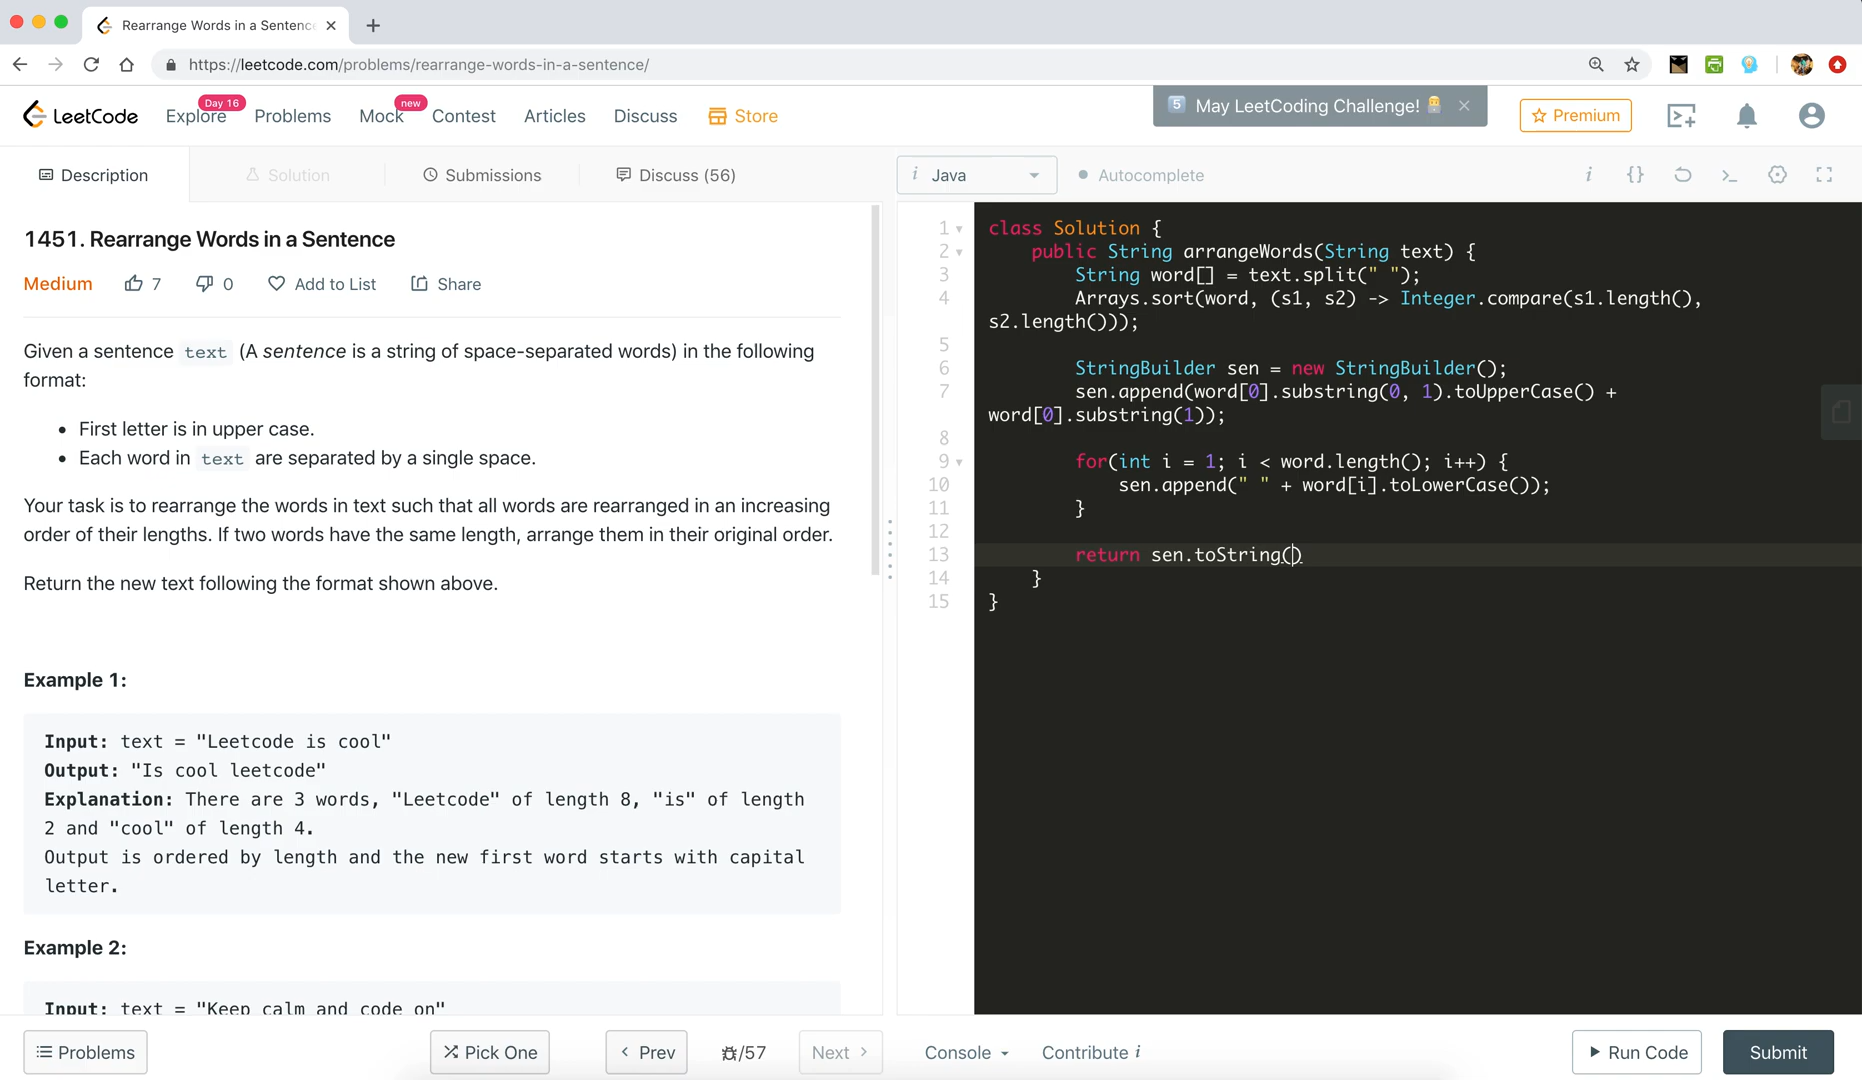 Rearrange Words in a Sentence
https://leetcode.com/problems/rearrange-words-in-a-sentence/
LeetCode
Explore
Day 16
Problems
Mock
new
Contest
Articles
Discuss
Store
5 May LeetCoding Challenge!
Premium
Description
Solution
Submissions
Discuss (56)
i Java
Autocomplete
i
{}
1451. Rearrange Words in a Sentence
Medium
7
0
Add to List
Share
Given a sentence text (A sentence is a string of space-separated words) in the following
format:
• First letter is in upper case.
• Each word in text are separated by a single space.
Your task is to rearrange the words in text such that all words are rearranged in an increasing
order of their lengths. If two words have the same length, arrange them in their original order.
Return the new text following the format shown above.
Example 1:
Input: text = "Leetcode is cool"
Output: "Is cool leetcode"
Explanation: There are 3 words, "Leetcode" of length 8, "is" of length
2 and "cool" of length 4.
Output is ordered by length and the new first word starts with capital
letter.
Example 2:
Input: text = "Keep calm and code on"
1 class Solution {
2 public String arrangeWords(String text) {
3 String word[] = text.split(" ");
4 Arrays.sort(word, (s1, s2) -> Integer.compare(s1.length(),
s2.length()));
5
6 StringBuilder sen = new StringBuilder();
7 sen.append(word[0].substring(0, 1).toUpperCase() +
word[0].substring(1));
8
9 for(int i = 1; i < word.length(); i++) {
10 sen.append(" " + word[i].toLowerCase());
11 }
12
13 return sen.toString()
14 }
15 }
Problems
Pick One
Prev
/57
Next
Console
Contribute i
Run Code
Submit